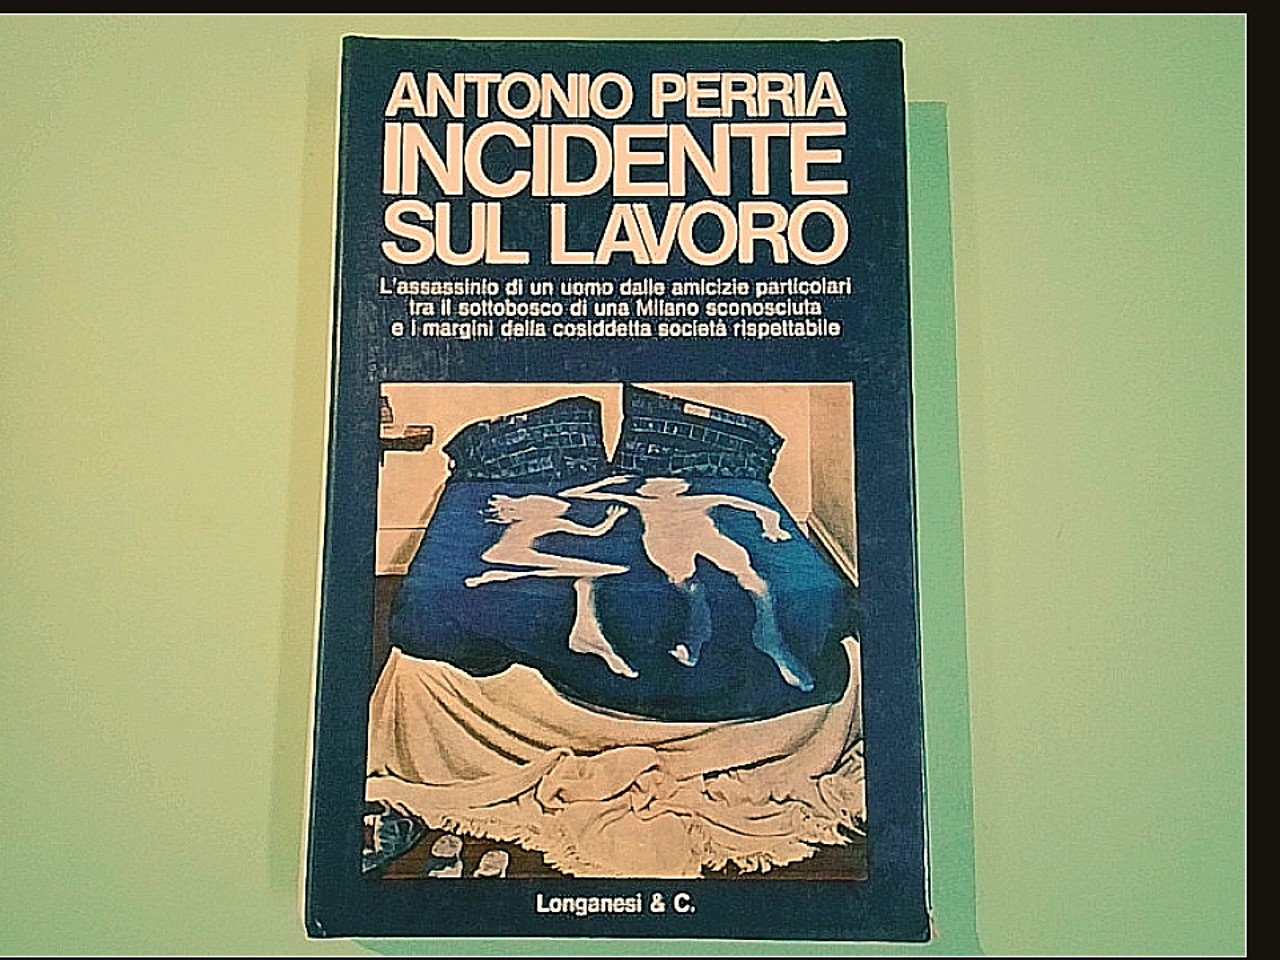 ANTONIO PERRIA
INCIDENTE
SUL LAVORO
L'assassinio di un uomo dalle amicizie particolari
tra il sottobosco di una Milano sconosciuta
e i margini della cosiddetta società rispettabile
Longanesi & C.